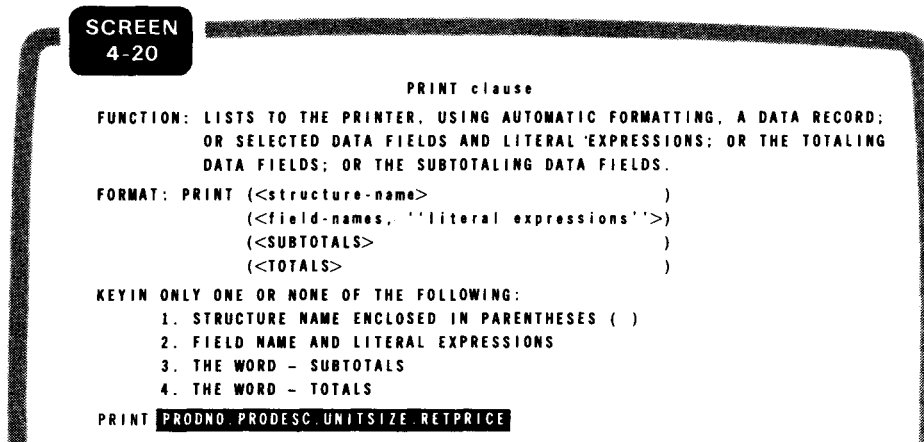 SCREEN
4-20
PRINT clause
FUNCTION: LISTS TO THE PRINTER, USING AUTOMATIC FORMATTING, A DATA RECORD;
OR SELECTED DATA FIELDS AND LITERAL 'EXPRESSIONS; OR THE TOTALING
DATA FIELDS; OR THE SUBTOTALING DATA FIELDS.
FORMAT: PRINT (<structure-name> )
(<field-names, ''literal expressions''>)
(<SUBTOTALS> )
(<TOTALS> )
KEYIN ONLY ONE OR NONE OF THE FOLLOWING:
1. STRUCTURE NAME ENCLOSED IN PARENTHESES ( )
2. FIELD NAME AND LITERAL EXPRESSIONS
3. THE WORD – SUBTOTALS
4. THE WORD – TOTALS
PRINT PRODNO.PRODESC.UNITSIZE.RETPRICE